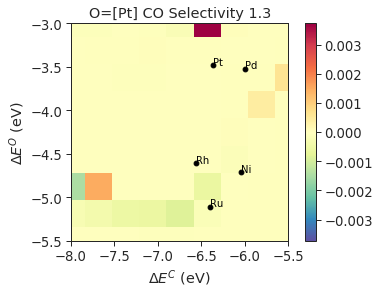 O=[Pt] CO Selectivity 1.3
−3.0
−3.5
−4.0
−4.5
−5.0
−5.5
ΔE^O (eV)
Pt
Pd
Rh
Ni
Ru
−8.0 −7.5 −7.0 −6.5 −6.0 −5.5
ΔE^C (eV)
0.003
0.002
0.001
0.000
−0.001
−0.002
−0.003